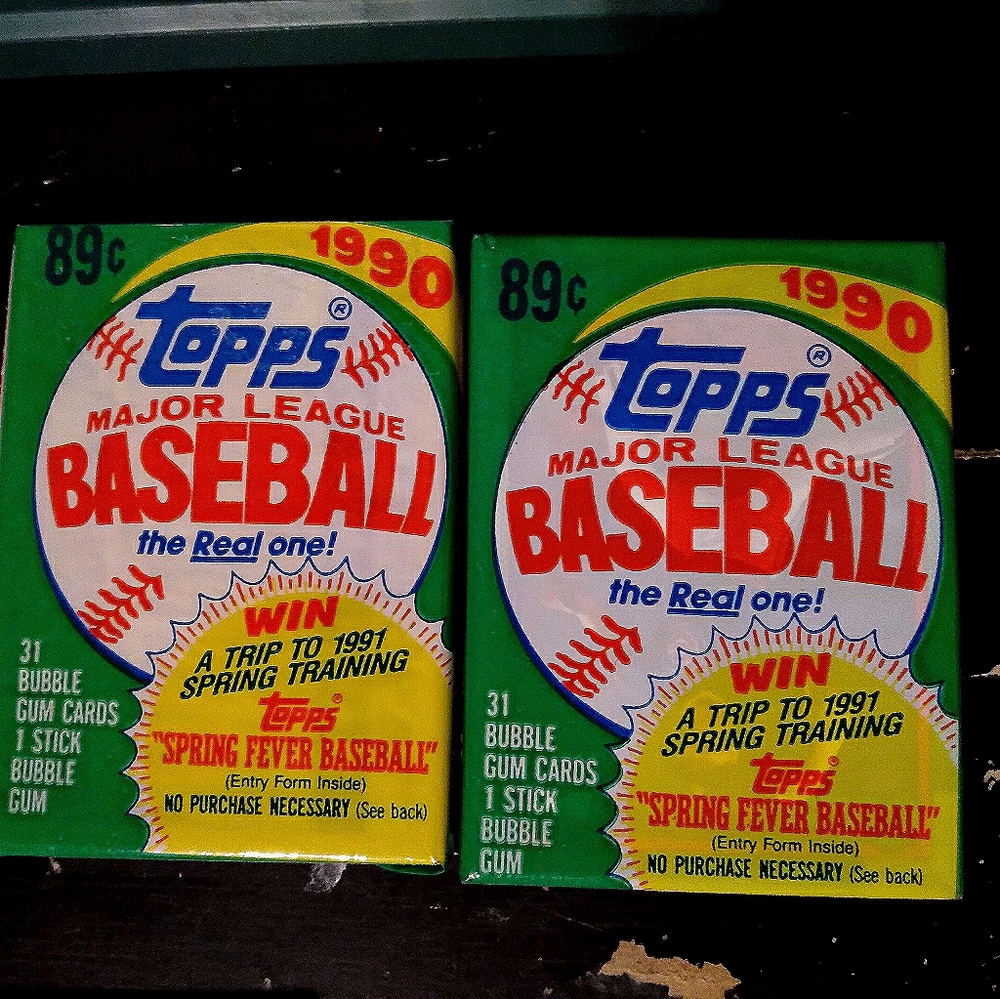 89¢
1990
Topps®
MAJOR LEAGUE
BASEBALL
the Real one!
WIN
A TRIP TO 1991
SPRING TRAINING
Topps®
"SPRING FEVER BASEBALL"
(Entry Form Inside)
NO PURCHASE NECESSARY (See back)
31
BUBBLE
GUM CARDS
1 STICK
BUBBLE
GUM
89¢
1990
Topps®
MAJOR LEAGUE
BASEBALL
the Real one!
WIN
A TRIP TO 1991
SPRING TRAINING
Topps®
"SPRING FEVER BASEBALL"
(Entry Form Inside)
NO PURCHASE NECESSARY (See back)
31
BUBBLE
GUM CARDS
1 STICK
BUBBLE
GUM